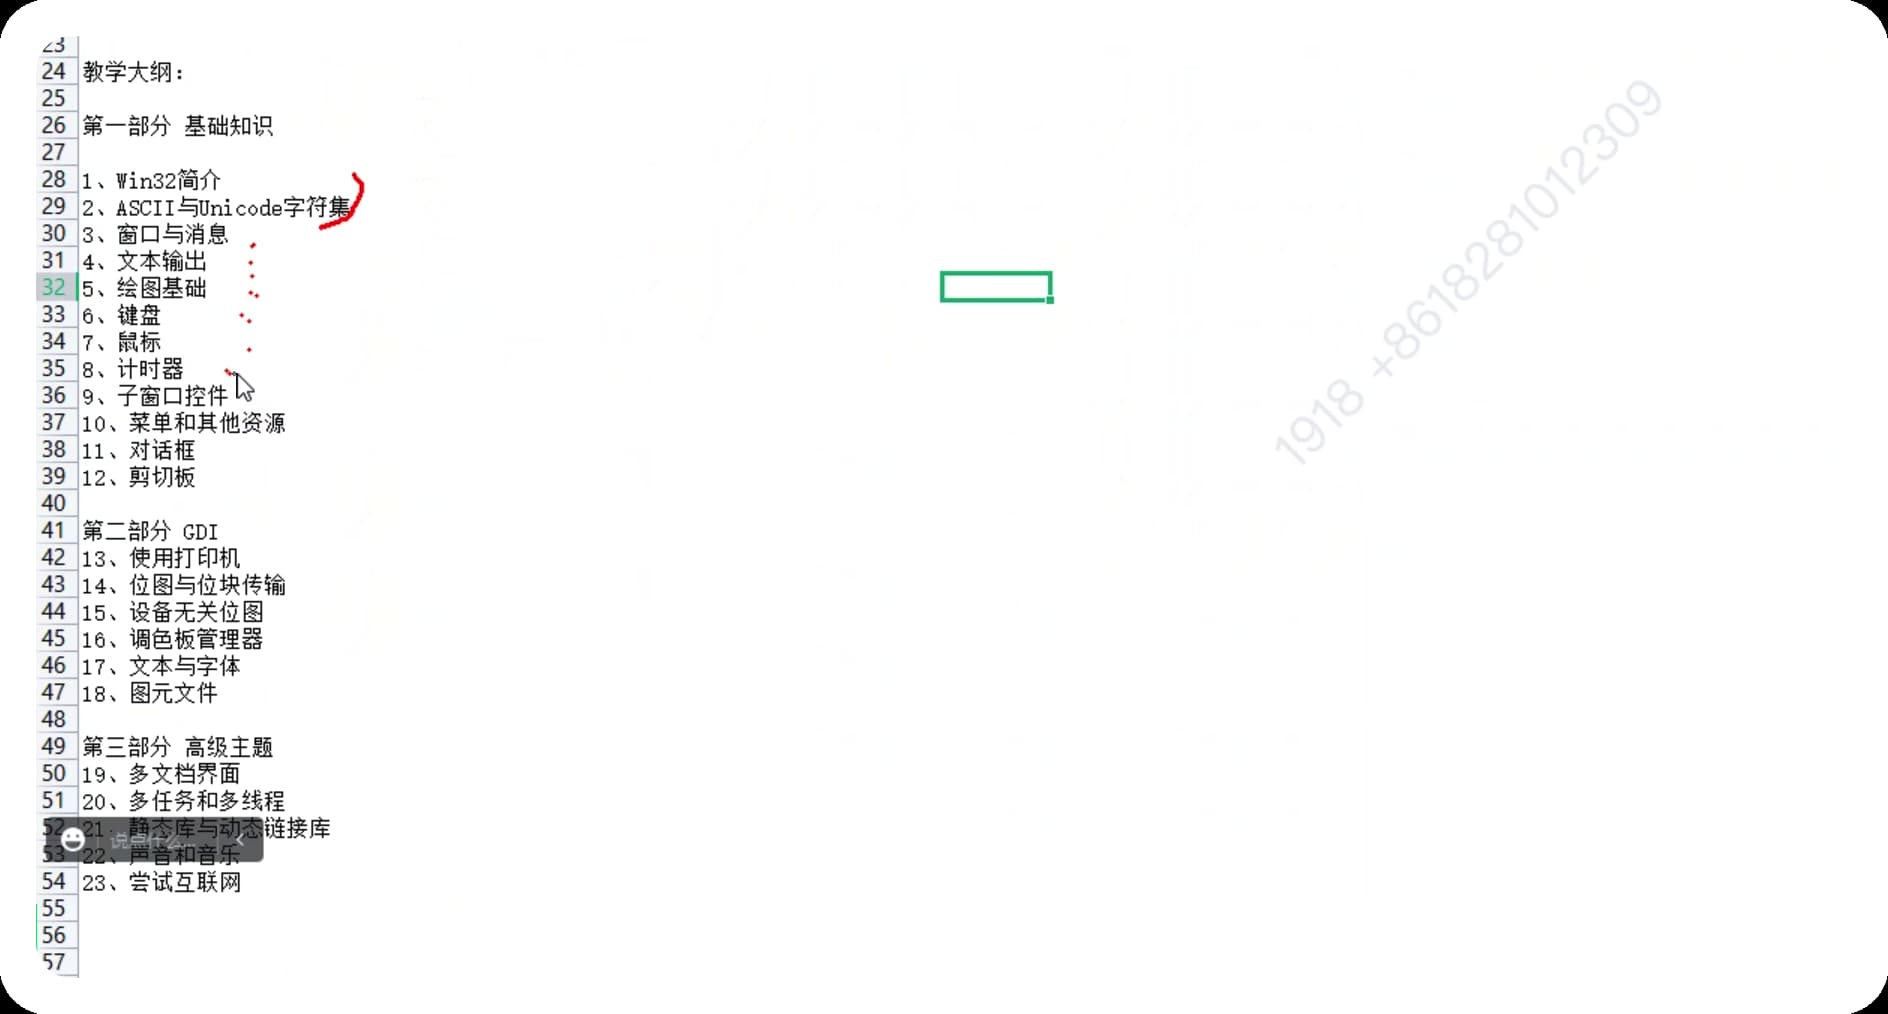 23
24 教学大纲：
25
26 第一部分 基础知识
27
28 1、Win32简介
29 2、ASCII与Unicode字符集
30 3、窗口与消息
31 4、文本输出
32 5、绘图基础
33 6、键盘
34 7、鼠标
35 8、计时器
36 9、子窗口控件
37 10、菜单和其他资源
38 11、对话框
39 12、剪切板
40
41 第二部分 GDI
42 13、使用打印机
43 14、位图与位块传输
44 15、设备无关位图
45 16、调色板管理器
46 17、文本与字体
47 18、图元文件
48
49 第三部分 高级主题
50 19、多文档界面
51 20、多任务和多线程
52 21、静态库与动态链接库
说点什么...
53 22、声音和音乐
54 23、尝试互联网
55
56
57
1918 +8618281012309